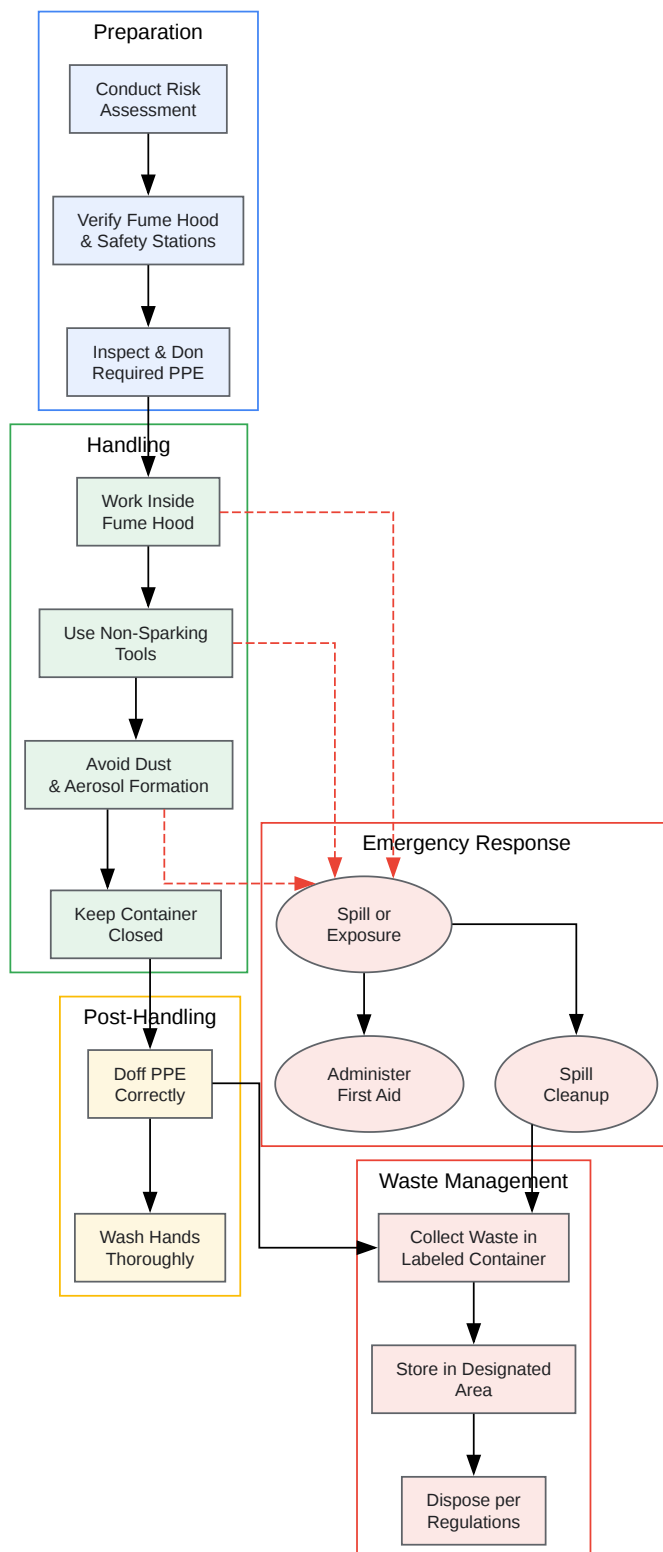 Preparation
Conduct Risk
Assessment
Verify Fume Hood
& Safety Stations
Inspect & Don
Required PPE
Handling
Work Inside
Fume Hood
Use Non-Sparking
Tools
Avoid Dust
& Aerosol Formation
Keep Container
Closed
Emergency Response
Spill or
Exposure
Administer
First Aid
Spill
Cleanup
Post-Handling
Doff PPE
Correctly
Wash Hands
Thoroughly
Waste Management
Collect Waste in
Labeled Container
Store in Designated
Area
Dispose per
Regulations